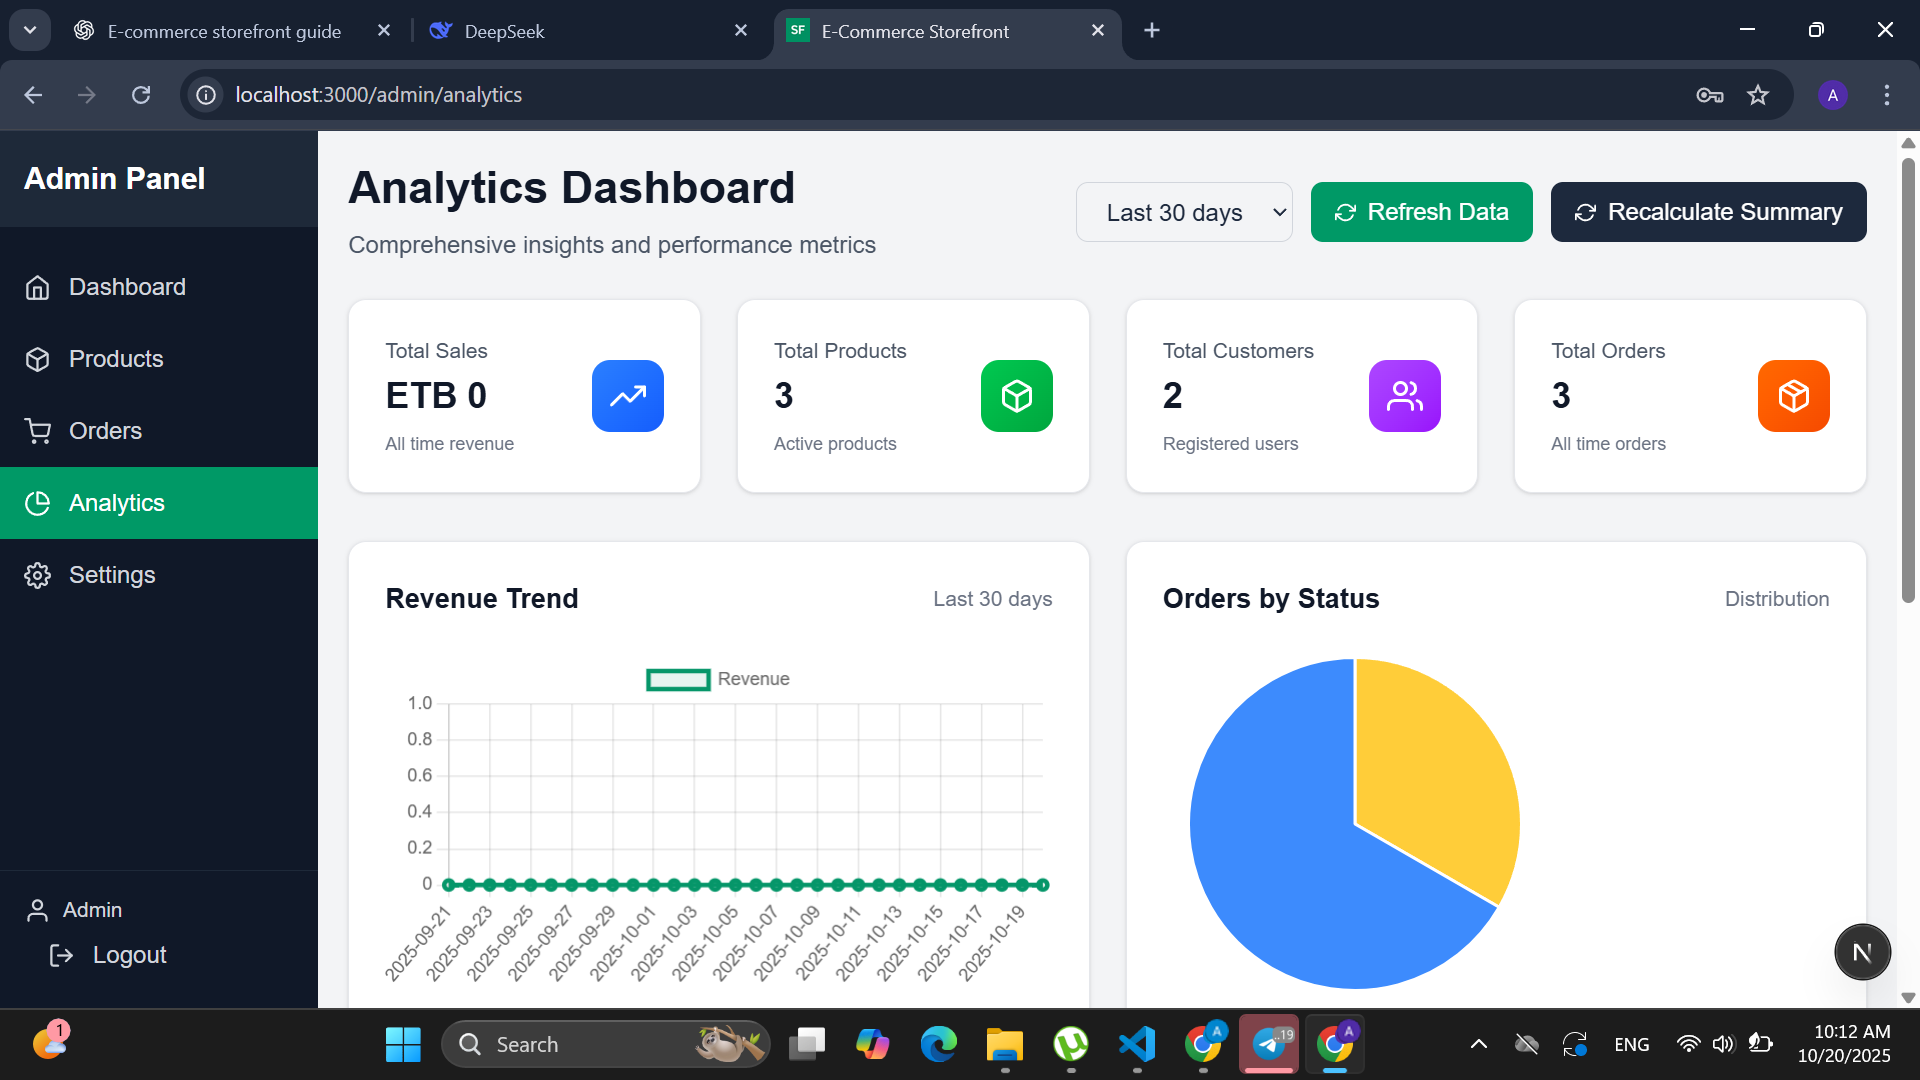 E-commerce storefront guide
DeepSeek
SF E-Commerce Storefront
localhost:3000/admin/analytics
A
Admin Panel
Dashboard
Products
Orders
Analytics
Settings
Admin
Logout
Analytics Dashboard
Comprehensive insights and performance metrics
Last 30 days
Refresh Data
Recalculate Summary
Total Sales
ETB 0
All time revenue
Total Products
3
Active products
Total Customers
2
Registered users
Total Orders
3
All time orders
Revenue Trend
Last 30 days
Revenue
1.0
0.8
0.6
0.4
0.2
0
2025-09-21
2025-09-23
2025-09-25
2025-09-27
2025-09-29
2025-10-01
2025-10-03
2025-10-05
2025-10-07
2025-10-09
2025-10-11
2025-10-13
2025-10-15
2025-10-17
2025-10-19
Orders by Status
Distribution
N
1
Search
A
..19
A
ENG
10:12 AM
10/20/2025